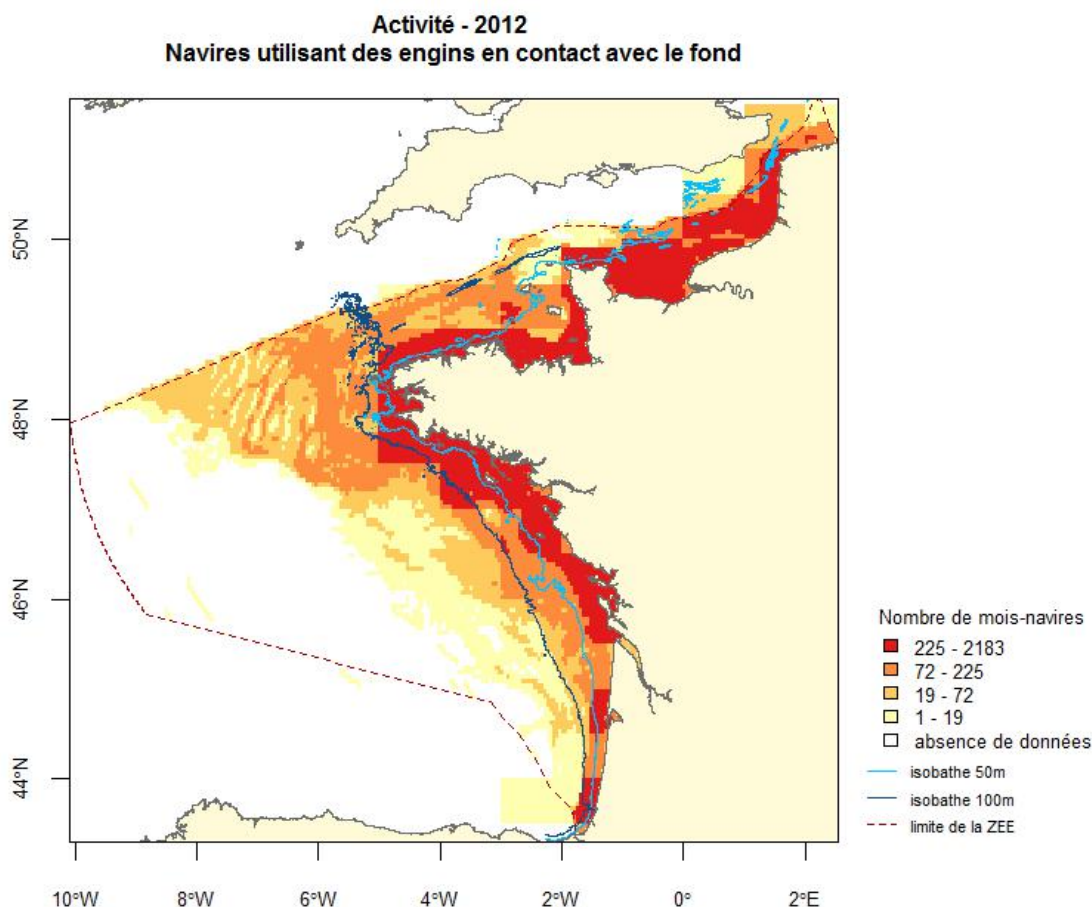 Activité - 2012
Navires utilisant des engins en contact avec le fond
50°N
48°N
46°N
44°N
10°W
8°W
6°W
4°W
2°W
0°
2°E
Nombre de mois-navires
225 - 2183
72 - 225
19 - 72
1 - 19
absence de données
isobathe 50m
isobathe 100m
limite de la ZEE